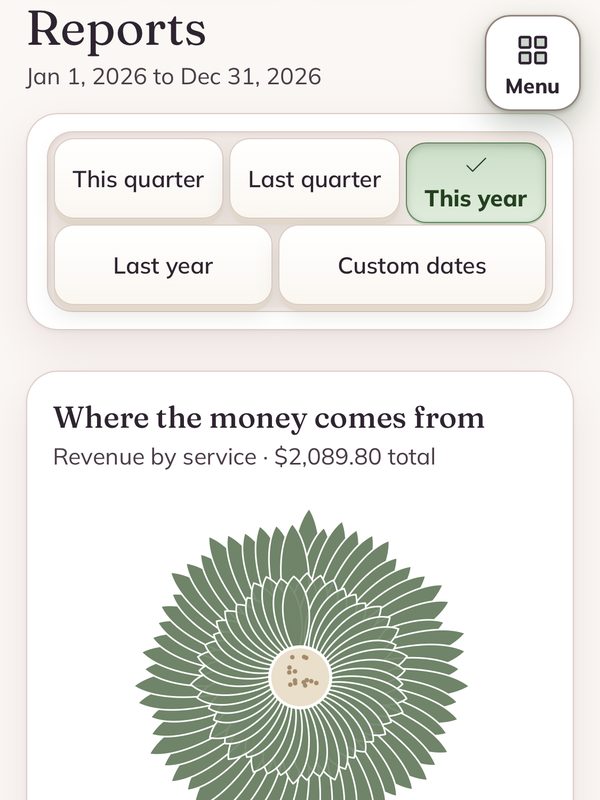 Reports
Jan 1, 2026 to Dec 31, 2026
Menu
This quarter
Last quarter
This year
Last year
Custom dates
Where the money comes from
Revenue by service · $2,089.80 total